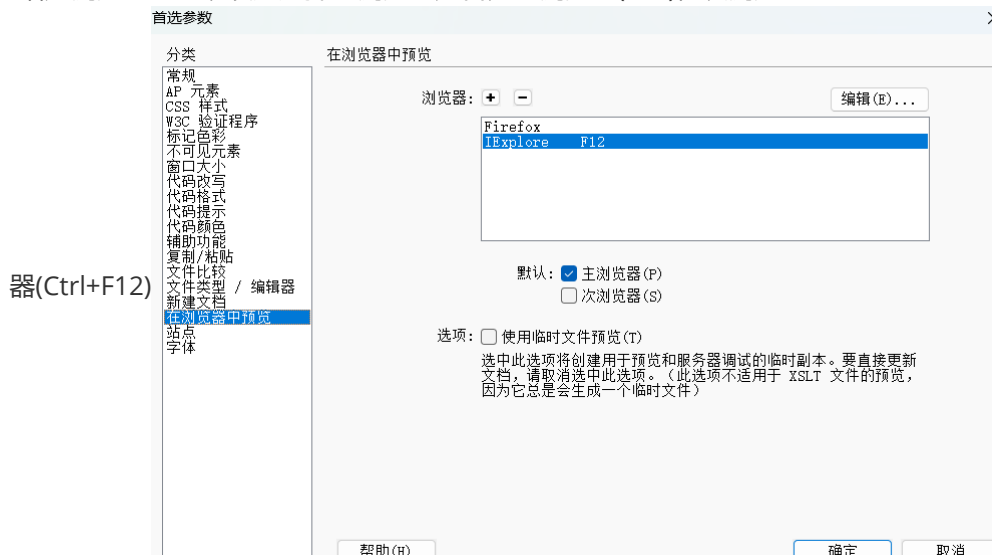 首选参数
分类
常规
AP 元素
CSS 样式
W3C 验证程序
标记色彩
不可见元素
窗口大小
代码改写
代码格式
代码提示
代码颜色
辅助功能
复制/粘贴
文件比较
文件类型 / 编辑器
新建文档
在浏览器中预览
站点
字体
器(Ctrl+F12)
在浏览器中预览
浏览器:
编辑(E)...
Firefox
IExplore F12
默认: 主浏览器(P)
次浏览器(S)
选项: 使用临时文件预览(T)
选中此选项将创建用于预览和服务器调试的临时副本。要直接更新
文档，请取消选中此选项。（此选项不适用于 XSLT 文件的预览，
因为它总是会生成一个临时文件）
帮助(H)
确定
取消